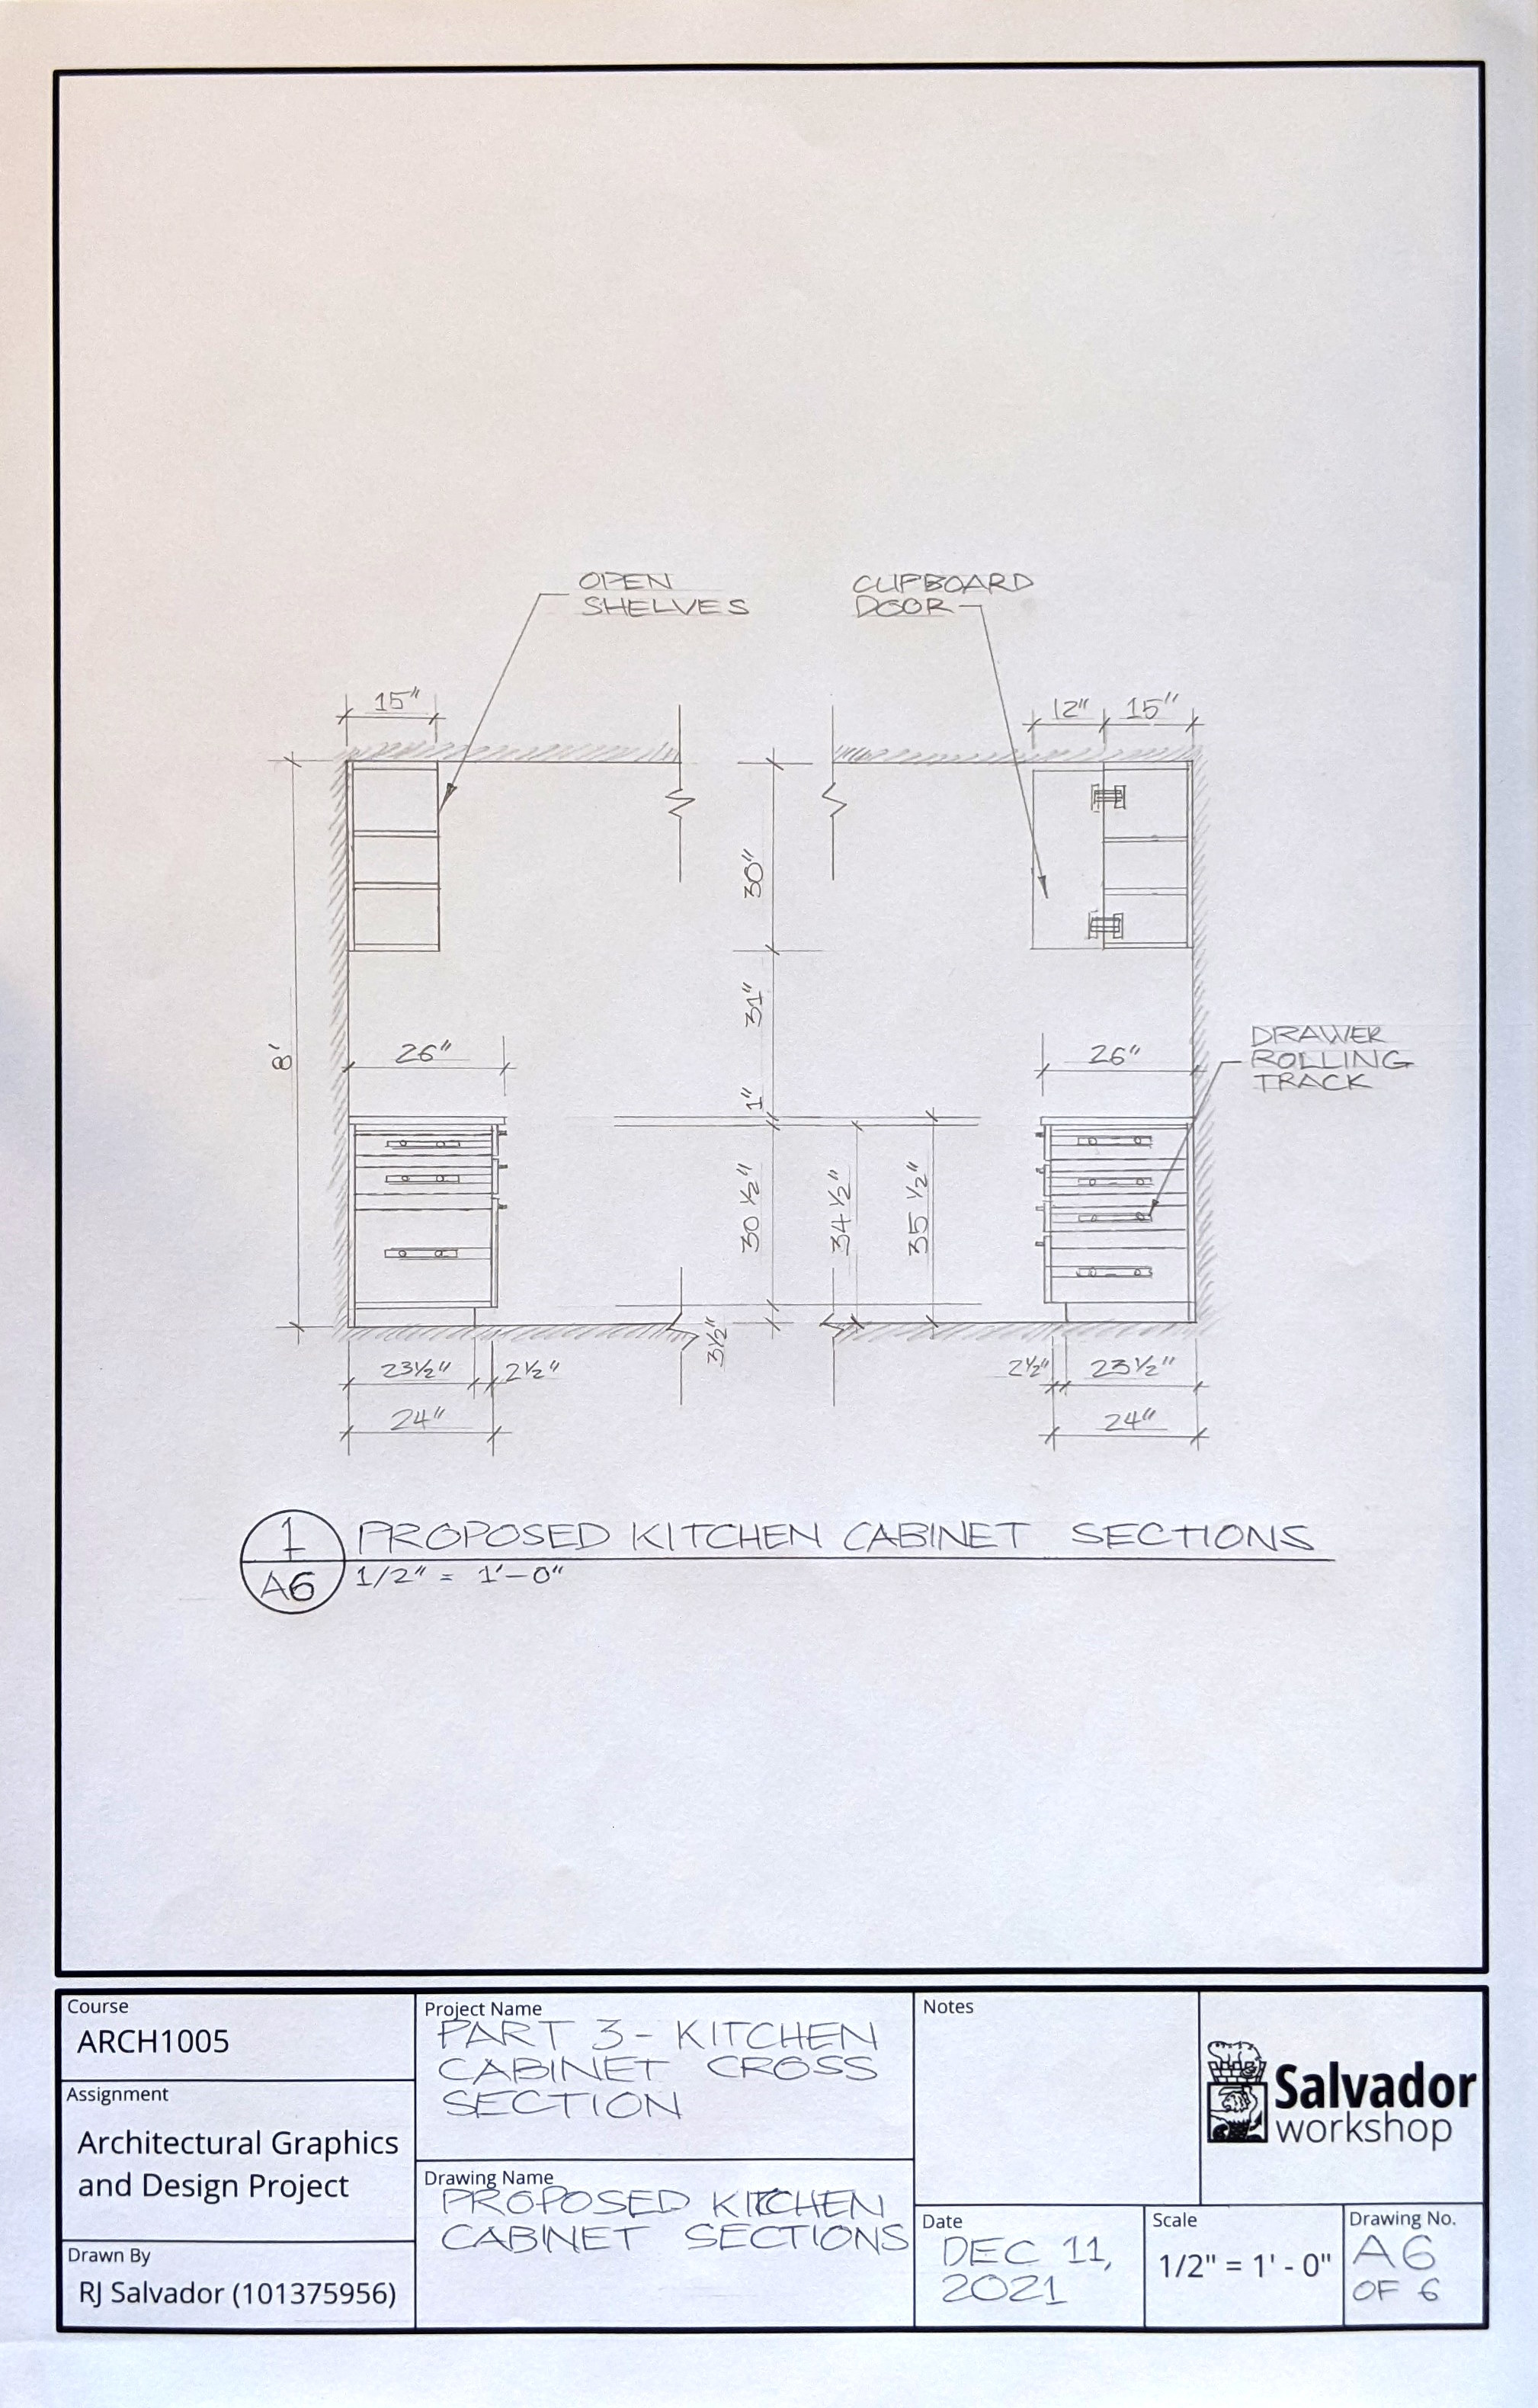 OPEN
SHELVES
CUPBOARD
DOOR
15"
12"
15"
30"
31"
8'
26"
26"
DRAWER
ROLLING
TRACK
1"
30 1/2"
34 1/2"
35 1/2"
3 1/2"
23 1/2"
2 1/2"
2 1/2"
23 1/2"
24"
24"
1
A6
PROPOSED KITCHEN CABINET SECTIONS
1/2" = 1'-0"
Course
ARCH1005
Assignment
Architectural Graphics
and Design Project
Drawn By
RJ Salvador (101375956)
Project Name
PART 3 - KITCHEN
CABINET CROSS
SECTION
Drawing Name
PROPOSED KITCHEN
CABINET SECTIONS
Notes
Salvador
workshop
Date
DEC 11,
2021
Scale
1/2" = 1' - 0"
Drawing No.
A6
OF 6